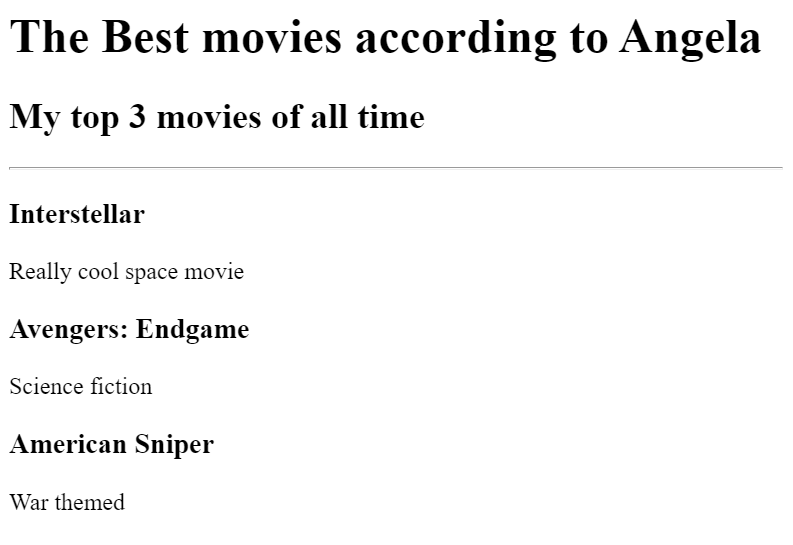 The Best movies according to Angela
My top 3 movies of all time
Interstellar
Really cool space movie
Avengers: Endgame
Science fiction
American Sniper
War themed